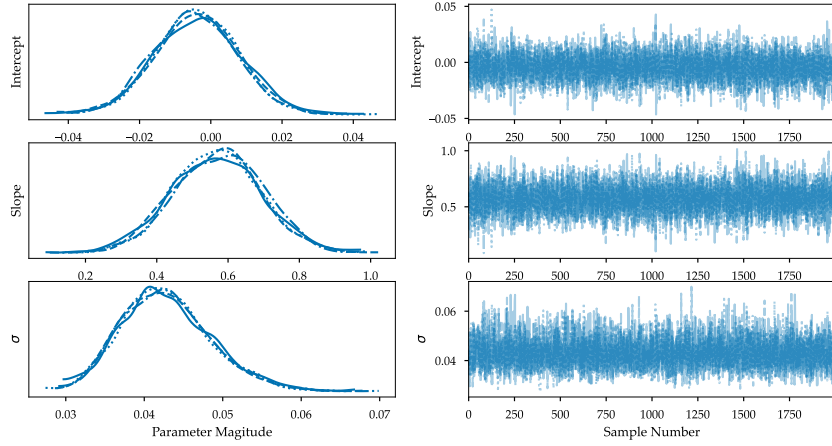 Intercept
−0.04 −0.02 0.00 0.02 0.04
Intercept
0.05
0.00
−0.05
0 250 500 750 1000 1250 1500 1750
Slope
0.2 0.4 0.6 0.8 1.0
Slope
1.0
0.5
0 250 500 750 1000 1250 1500 1750
σ
0.03 0.04 0.05 0.06 0.07
Parameter Magitude
σ
0.06
0.04
0 250 500 750 1000 1250 1500 1750
Sample Number